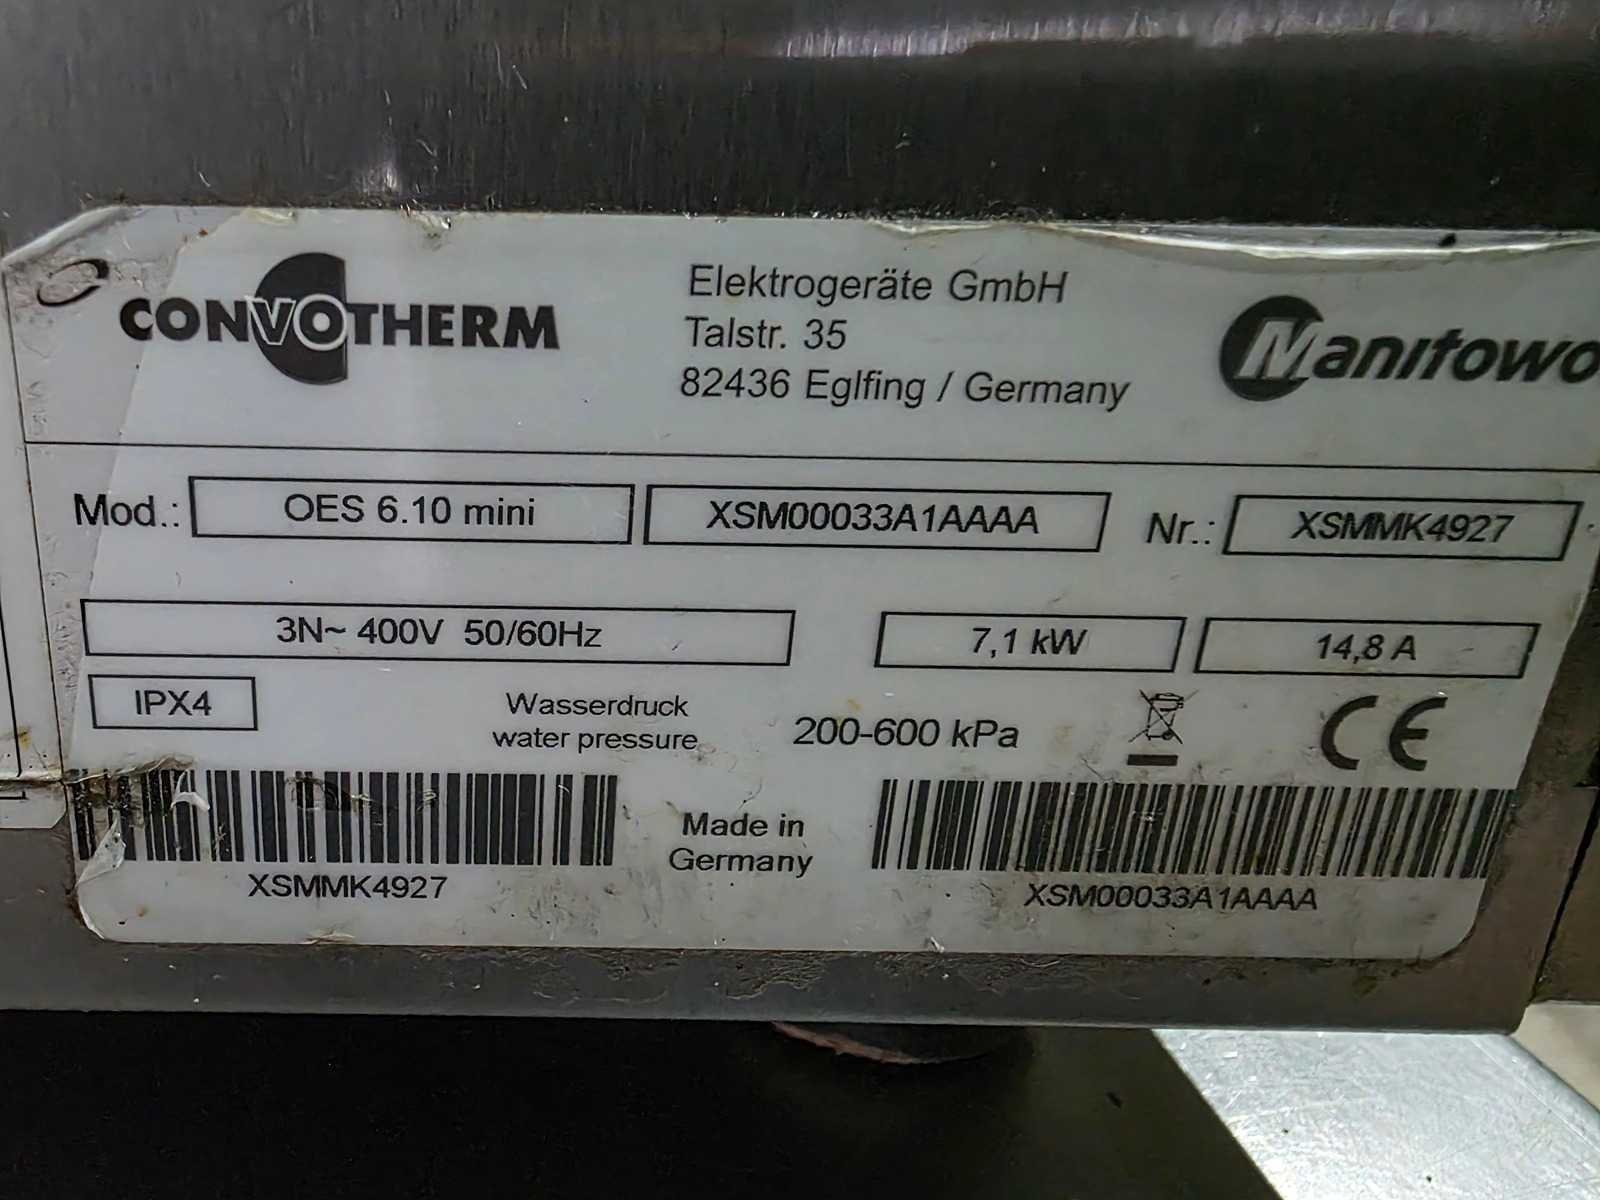 CONVOTHERM
Elektrogeräte GmbH
Talstr. 35
82436 Eglfing / Germany
Manitowo
Mod.: OES 6.10 mini XSM00033A1AAAA Nr.: XSMMK4927
3N~ 400V 50/60Hz 7,1 kW 14,8 A
IPX4
Wasserdruck
water pressure
200-600 kPa
CE
Made in
Germany
XSMMK4927
XSM00033A1AAAA